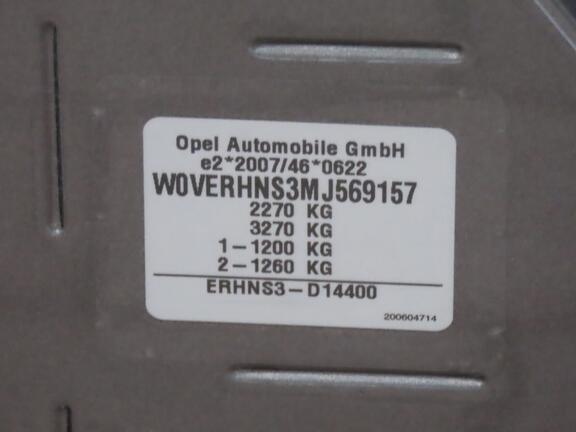 Opel Automobile GmbH
e2*2007/46*0622
W0VERHNS3MJ569157
2270 KG
3270 KG
1-1200 KG
2-1260 KG
ERHNS3-D14400
200604714